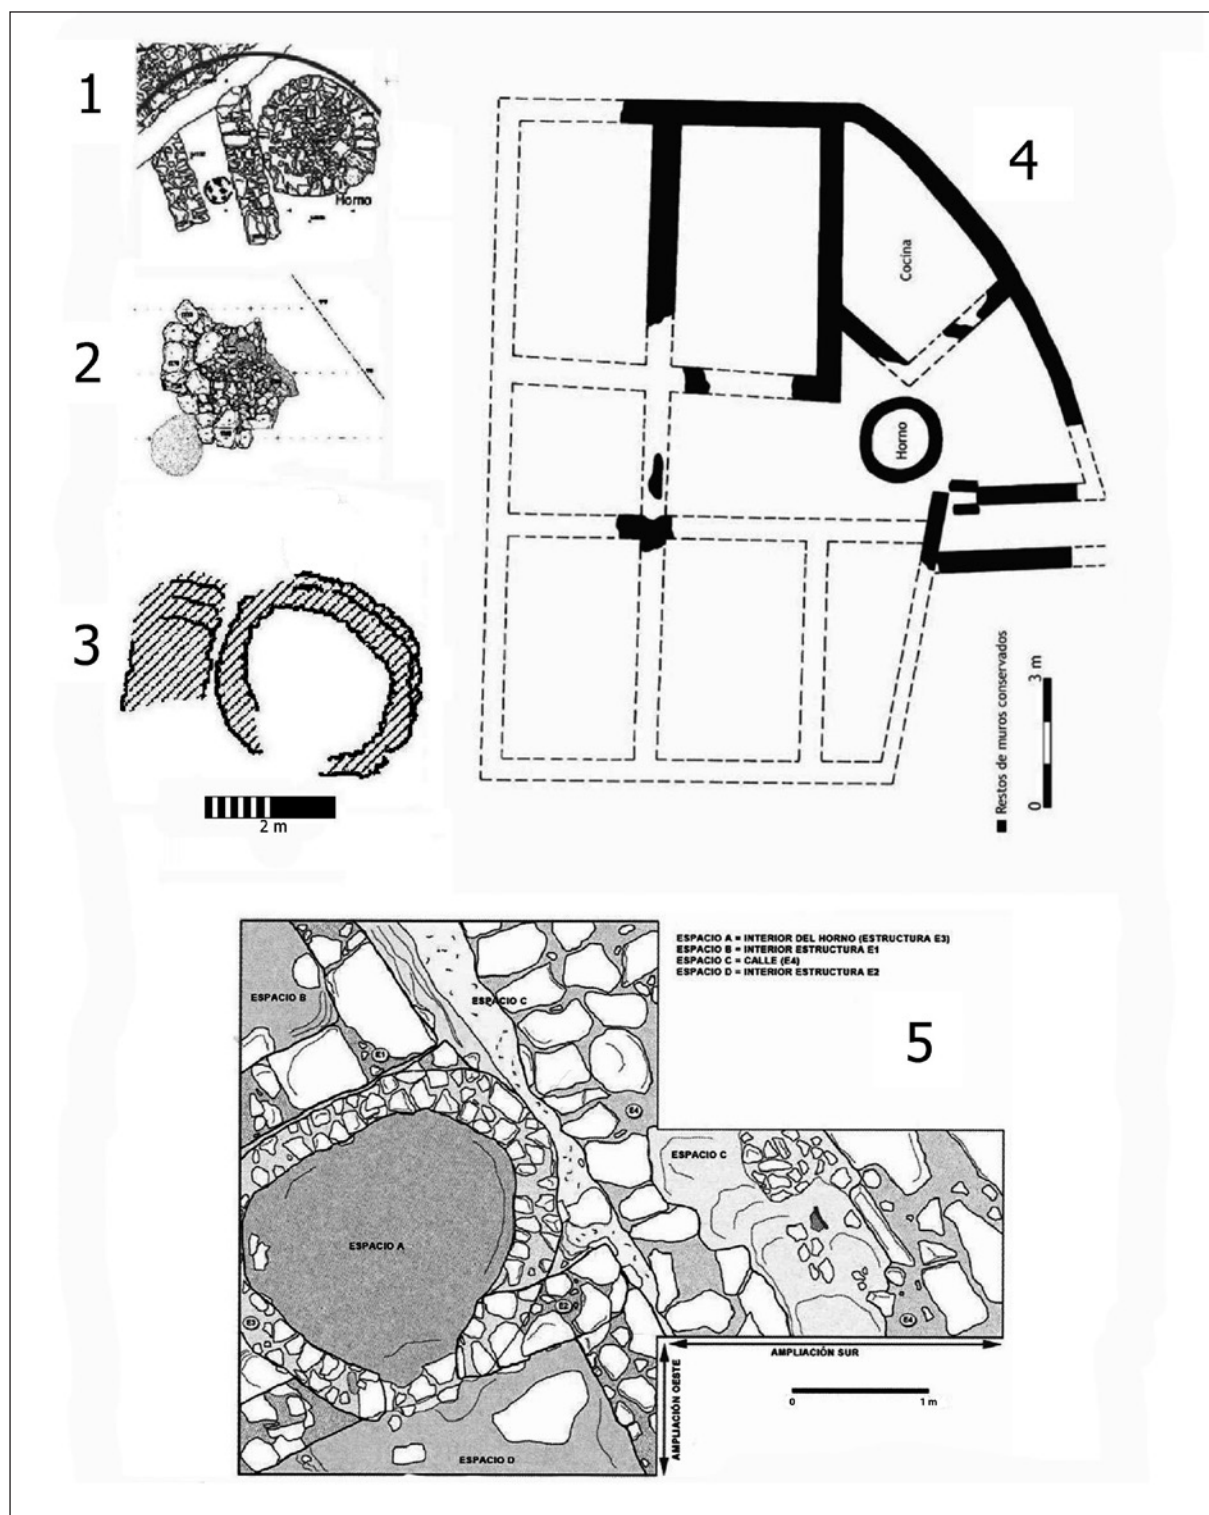 1
Horno
2
3
2 m
4
Cocina
Horno
Restos de muros conservados
0
3 m
ESPACIO A = INTERIOR DEL HORNO (ESTRUCTURA E3)
ESPACIO B = INTERIOR ESTRUCTURA E1
ESPACIO C = CALLE (E4)
ESPACIO D = INTERIOR ESTRUCTURA E2
5
ESPACIO B
ESPACIO C
E1
E4
ESPACIO C
ESPACIO A
E2
E3
E4
AMPLIACIÓN SUR
AMPLIACIÓN OESTE
0
1 m
ESPACIO D